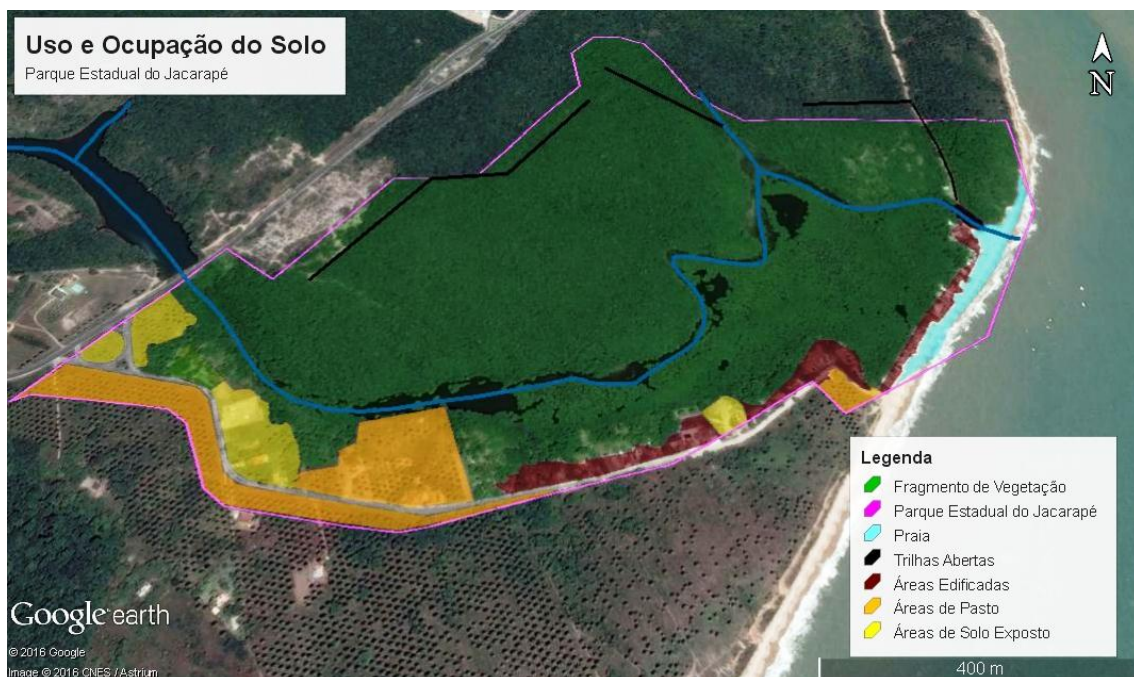 Uso e Ocupação do Solo
Parque Estadual do Jacarapé
N
Legenda
Fragmento de Vegetação
Parque Estadual do Jacarapé
Praia
Trilhas Abertas
Áreas Edificadas
Áreas de Pasto
Áreas de Solo Exposto
Google earth
© 2016 Google
Image © 2016 CNES / Astrium
400 m